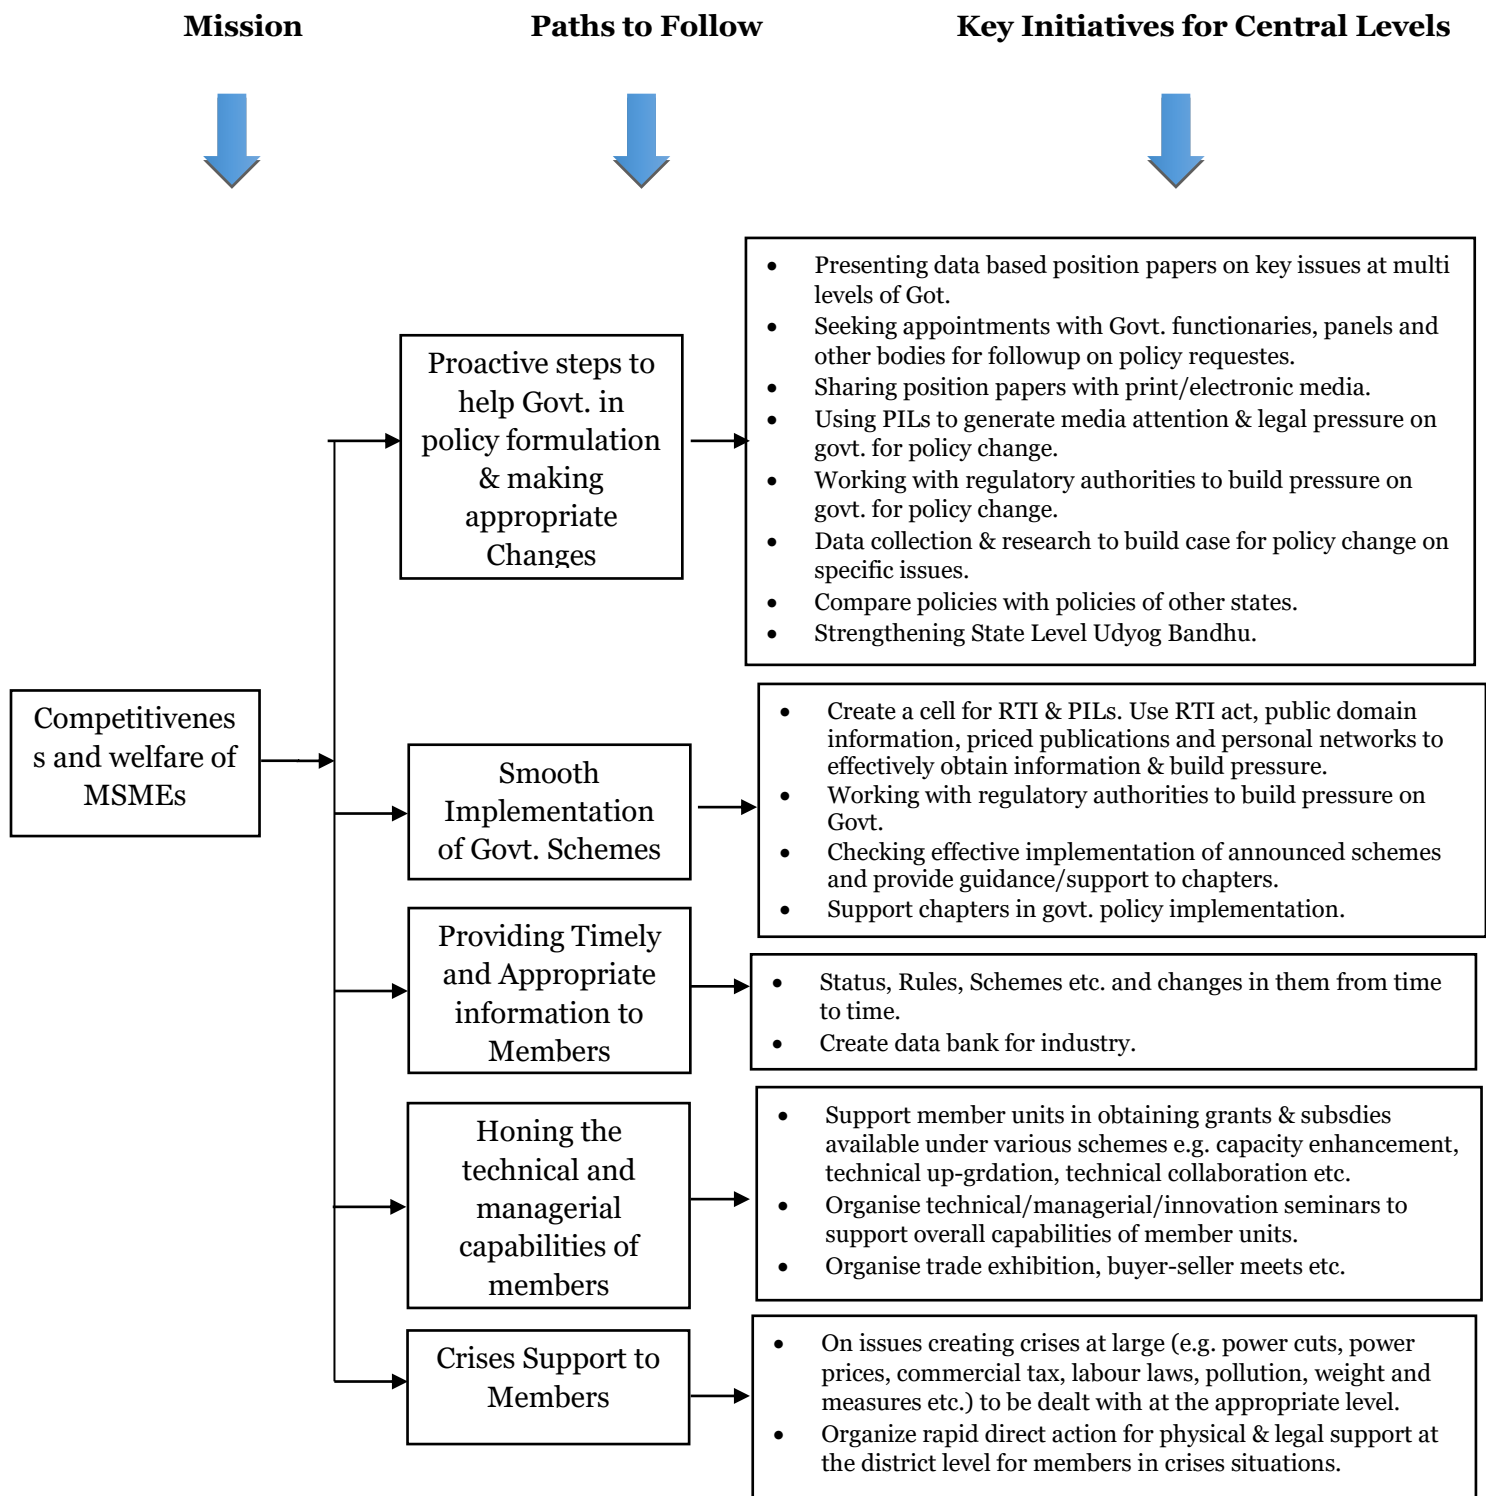 Mission
Paths to Follow
Key Initiatives for Central Levels
Competitivenes
s and welfare of
MSMEs
Proactive steps to
help Govt. in
policy formulation
& making
appropriate
Changes
• Presenting data based position papers on key issues at multi
levels of Got.
• Seeking appointments with Govt. functionaries, panels and
other bodies for followup on policy requestes.
• Sharing position papers with print/electronic media.
• Using PILs to generate media attention & legal pressure on
govt. for policy change.
• Working with regulatory authorities to build pressure on
govt. for policy change.
• Data collection & research to build case for policy change on
specific issues.
• Compare policies with policies of other states.
• Strengthening State Level Udyog Bandhu.
Smooth
Implementation
of Govt. Schemes
• Create a cell for RTI & PILs. Use RTI act, public domain
information, priced publications and personal networks to
effectively obtain information & build pressure.
• Working with regulatory authorities to build pressure on
Govt.
• Checking effective implementation of announced schemes
and provide guidance/support to chapters.
• Support chapters in govt. policy implementation.
Providing Timely
and Appropriate
information to
Members
• Status, Rules, Schemes etc. and changes in them from time
to time.
• Create data bank for industry.
Honing the
technical and
managerial
capabilities of
members
• Support member units in obtaining grants & subsdies
available under various schemes e.g. capacity enhancement,
technical up-grdation, technical collaboration etc.
• Organise technical/managerial/innovation seminars to
support overall capabilities of member units.
• Organise trade exhibition, buyer-seller meets etc.
Crises Support to
Members
• On issues creating crises at large (e.g. power cuts, power
prices, commercial tax, labour laws, pollution, weight and
measures etc.) to be dealt with at the appropriate level.
• Organize rapid direct action for physical & legal support at
the district level for members in crises situations.